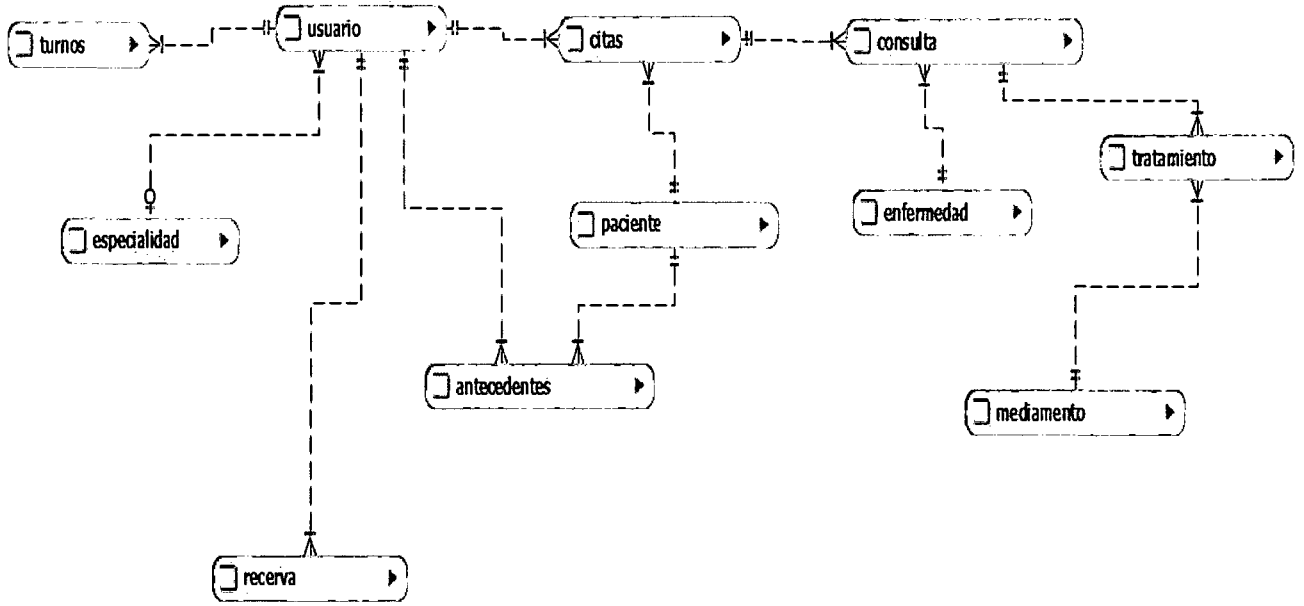 turnos
usuario
citas
consulta
tratamiento
especialidad
paciente
enfermedad
antecedentes
mediamento
recerva